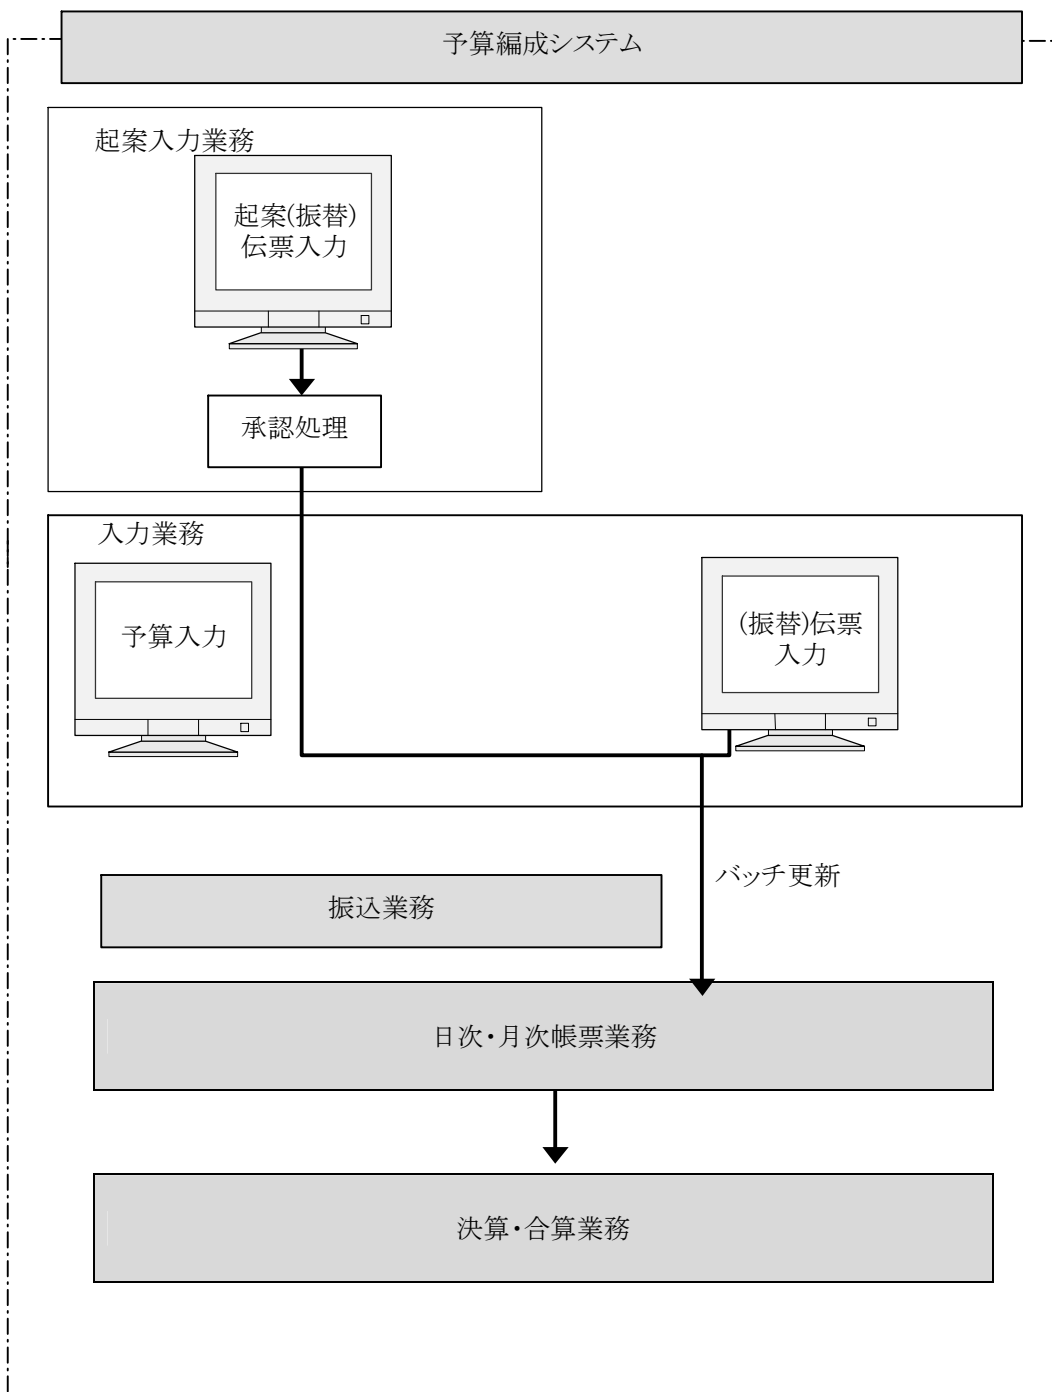 予算編成システム
起案入力業務
起案(振替)
伝票入力
承認処理
入力業務
予算入力
(振替)伝票
入力
バッチ更新
振込業務
日次・月次帳票業務
決算・合算業務